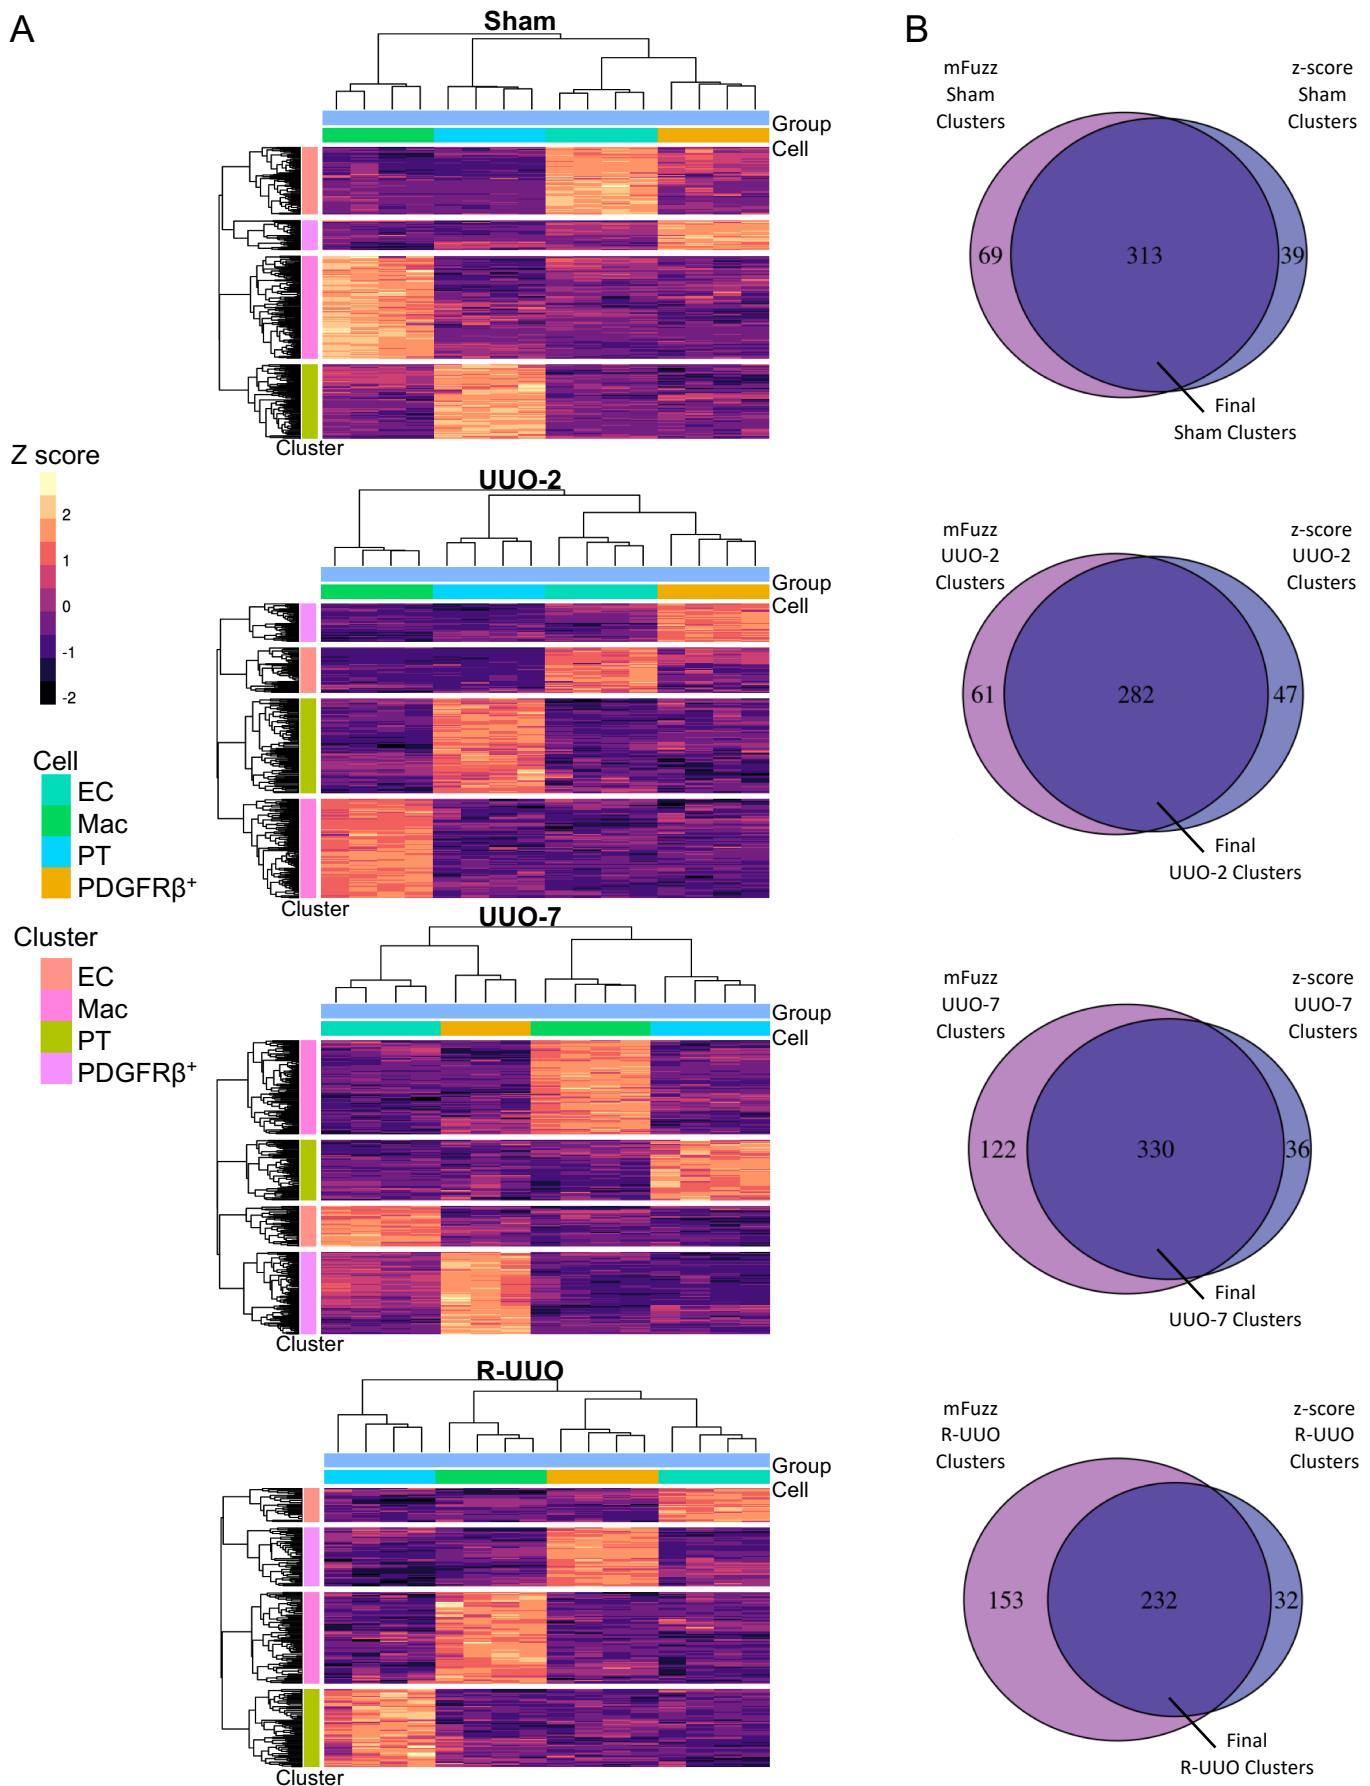 A
Sham
Group
Cell
Cluster
Z score
2
1
0
-1
-2
Cell
EC
Mac
PT
PDGFRβ⁺
Cluster
EC
Mac
PT
PDGFRβ⁺
UUO-2
Group
Cell
Cluster
UUO-7
Group
Cell
Cluster
R-UUO
Group
Cell
Cluster
B
mFuzz
Sham
Clusters
z-score
Sham
Clusters
69
313
39
Final
Sham Clusters
mFuzz
UUO-2
Clusters
z-score
UUO-2
Clusters
61
282
47
Final
UUO-2 Clusters
mFuzz
UUO-7
Clusters
z-score
UUO-7
Clusters
122
330
36
Final
UUO-7 Clusters
mFuzz
R-UUO
Clusters
z-score
R-UUO
Clusters
153
232
32
Final
R-UUO Clusters